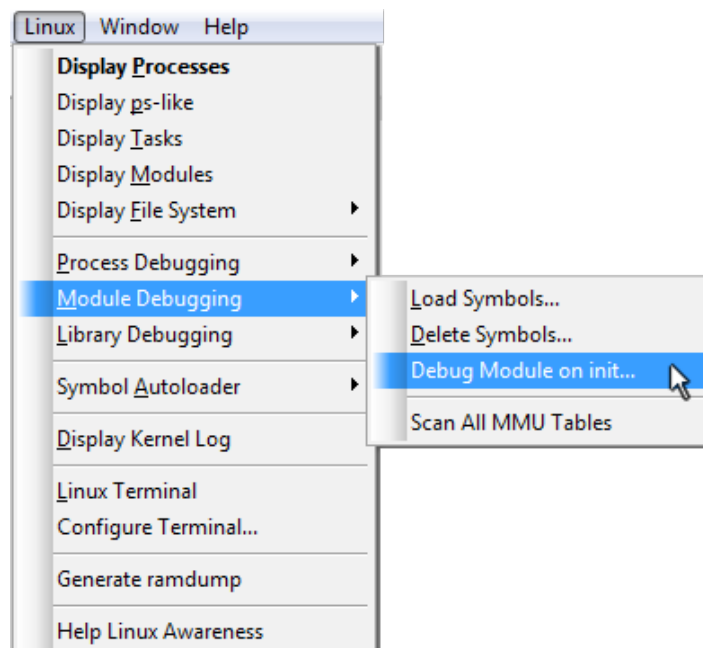 Linux Window Help
Display Processes
Display ps-like
Display Tasks
Display Modules
Display File System
Process Debugging
Module Debugging
Library Debugging
Symbol Autoloader
Display Kernel Log
Linux Terminal
Configure Terminal...
Generate ramdump
Help Linux Awareness
Load Symbols...
Delete Symbols...
Debug Module on init...
Scan All MMU Tables